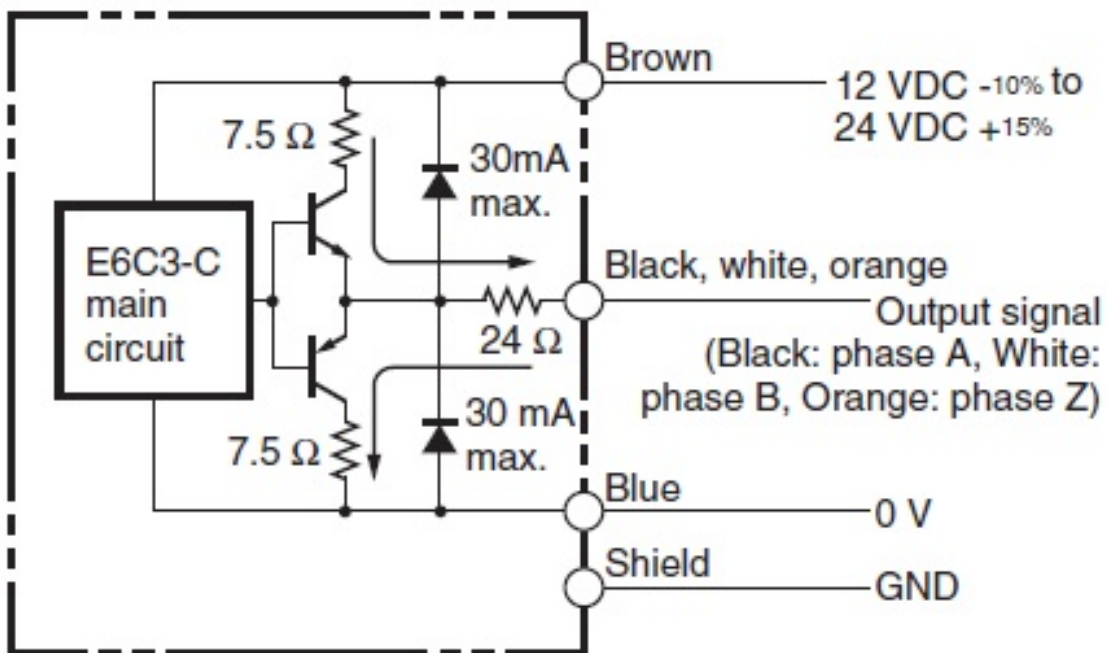 Brown
12 VDC -10% to
24 VDC +15%
7.5 Ω
30mA
max.
E6C3-C
main
circuit
Black, white, orange
Output signal
(Black: phase A, White:
phase B, Orange: phase Z)
24 Ω
30 mA
max.
7.5 Ω
Blue
0 V
Shield
GND